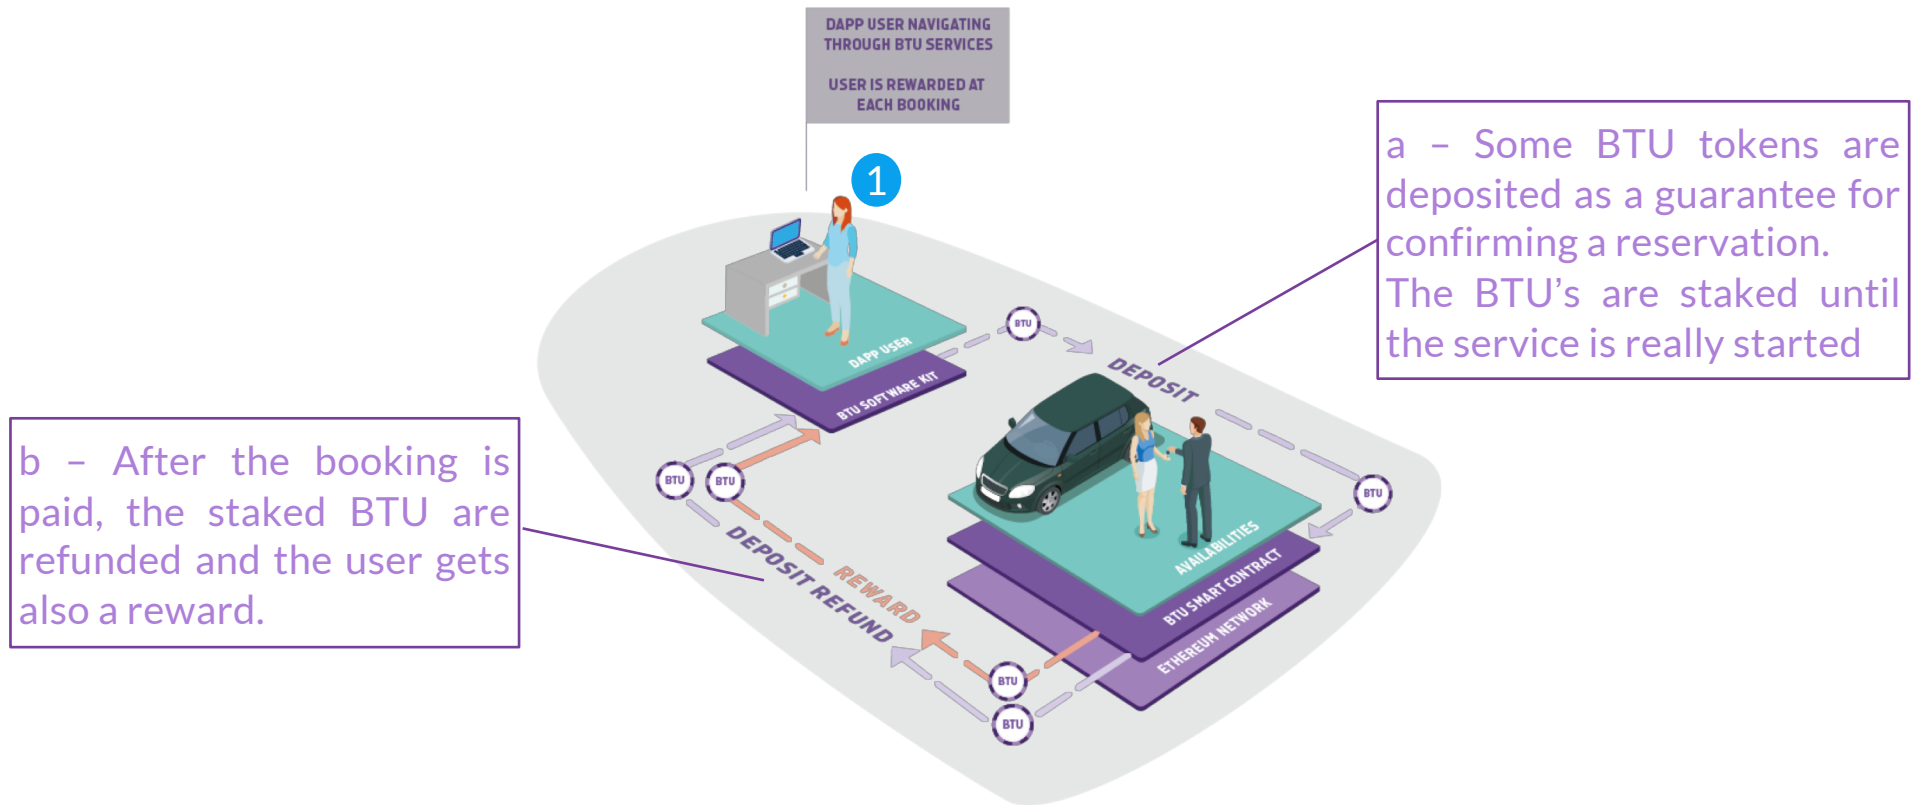 DAPP USER NAVIGATING
THROUGH BTU SERVICES
USER IS REWARDED AT
EACH BOOKING
1
a – Some BTU tokens are
deposited as a guarantee for
confirming a reservation.
The BTU’s are staked until
the service is really started
DAPP USER
BTU SOFTWARE KIT
BTU
DEPOSIT
BTU
b – After the booking is
paid, the staked BTU are
refunded and the user gets
also a reward.
BTU
BTU
DEPOSIT REFUND
REWARD
AVAILABILITIES
BTU SMART CONTRACT
ETHEREUM NETWORK
BTU
BTU